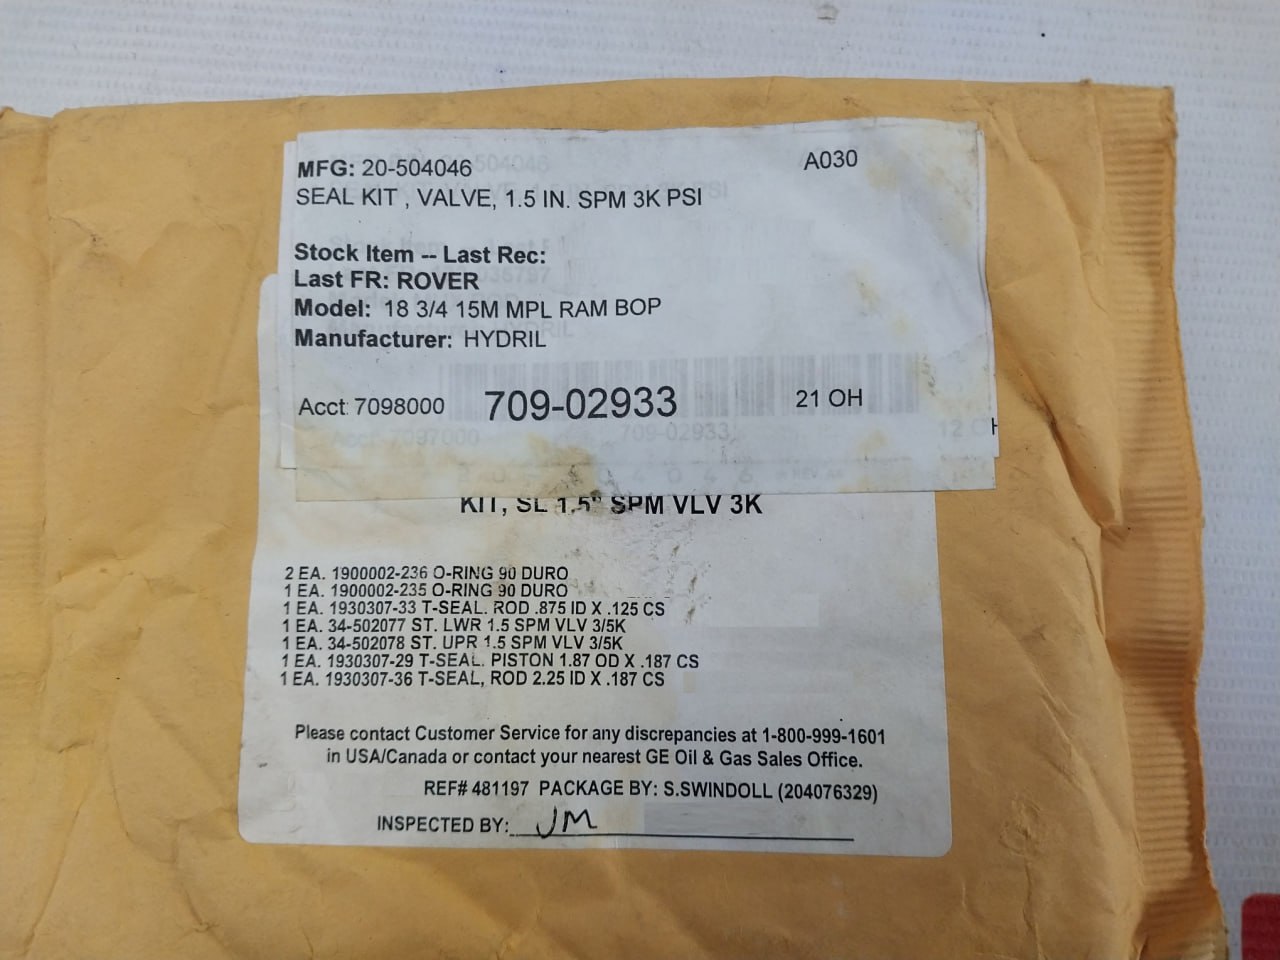 MFG: 20-504046 A030
SEAL KIT , VALVE, 1.5 IN. SPM 3K PSI
Stock Item -- Last Rec:
Last FR: ROVER
Model: 18 3/4 15M MPL RAM BOP
Manufacturer: HYDRIL
Acct: 7098000 709-02933 21 OH
Acct: 7097000 709-02933 12 OH
KIT, SL 1.5" SPM VLV 3K
2 EA. 1900002-236 O-RING 90 DURO
1 EA. 1900002-235 O-RING 90 DURO
1 EA. 1930307-33 T-SEAL. ROD .875 ID X .125 CS
1 EA. 34-502077 ST. LWR 1.5 SPM VLV 3/5K
1 EA. 34-502078 ST. UPR 1.5 SPM VLV 3/5K
1 EA. 1930307-29 T-SEAL. PISTON 1.87 OD X .187 CS
1 EA. 1930307-36 T-SEAL, ROD 2.25 ID X .187 CS
Please contact Customer Service for any discrepancies at 1-800-999-1601
in USA/Canada or contact your nearest GE Oil & Gas Sales Office.
REF# 481197 PACKAGE BY: S.SWINDOLL (204076329)
INSPECTED BY: JM